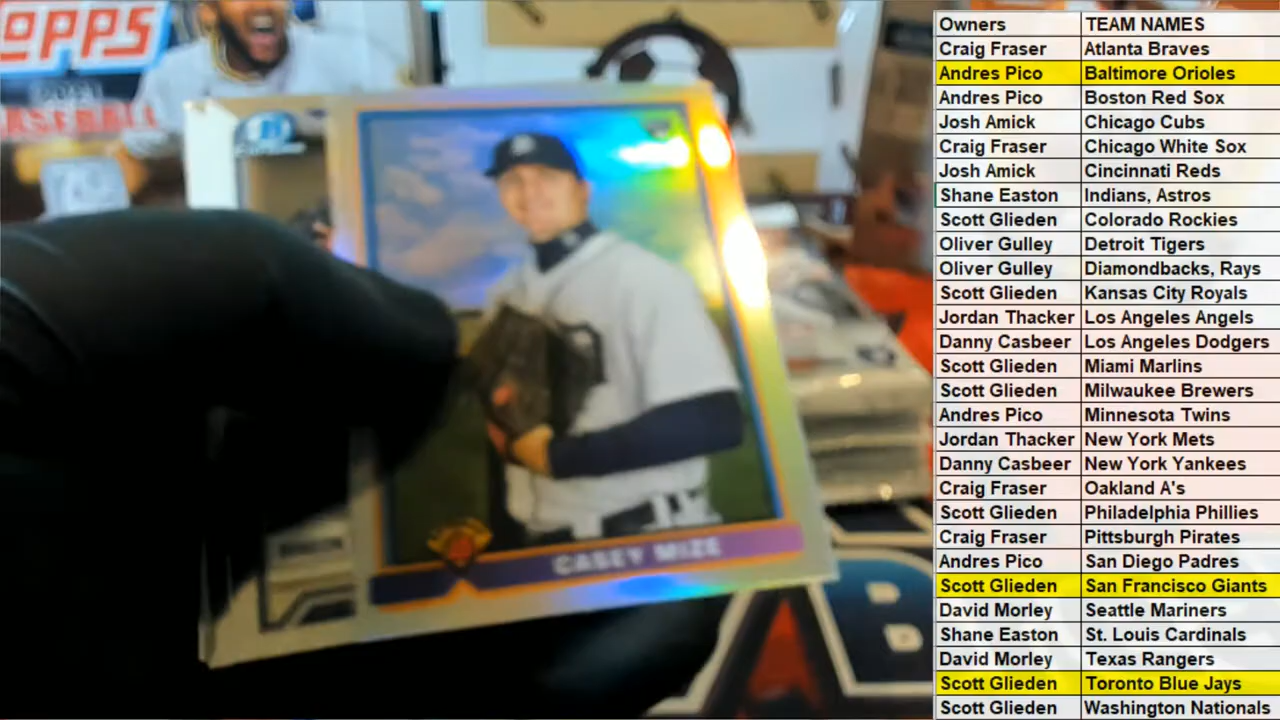 OPPS
2021
BASEBALL
CASEY MIZE
B
Owners TEAM NAMES
Craig Fraser Atlanta Braves
Andres Pico Baltimore Orioles
Andres Pico Boston Red Sox
Josh Amick Chicago Cubs
Craig Fraser Chicago White Sox
Josh Amick Cincinnati Reds
Shane Easton Indians, Astros
Scott Glieden Colorado Rockies
Oliver Gulley Detroit Tigers
Oliver Gulley Diamondbacks, Rays
Scott Glieden Kansas City Royals
Jordan Thacker Los Angeles Angels
Danny Casbeer Los Angeles Dodgers
Scott Glieden Miami Marlins
Scott Glieden Milwaukee Brewers
Andres Pico Minnesota Twins
Jordan Thacker New York Mets
Danny Casbeer New York Yankees
Craig Fraser Oakland A's
Scott Glieden Philadelphia Phillies
Craig Fraser Pittsburgh Pirates
Andres Pico San Diego Padres
Scott Glieden San Francisco Giants
David Morley Seattle Mariners
Shane Easton St. Louis Cardinals
David Morley Texas Rangers
Scott Glieden Toronto Blue Jays
Scott Glieden Washington Nationals